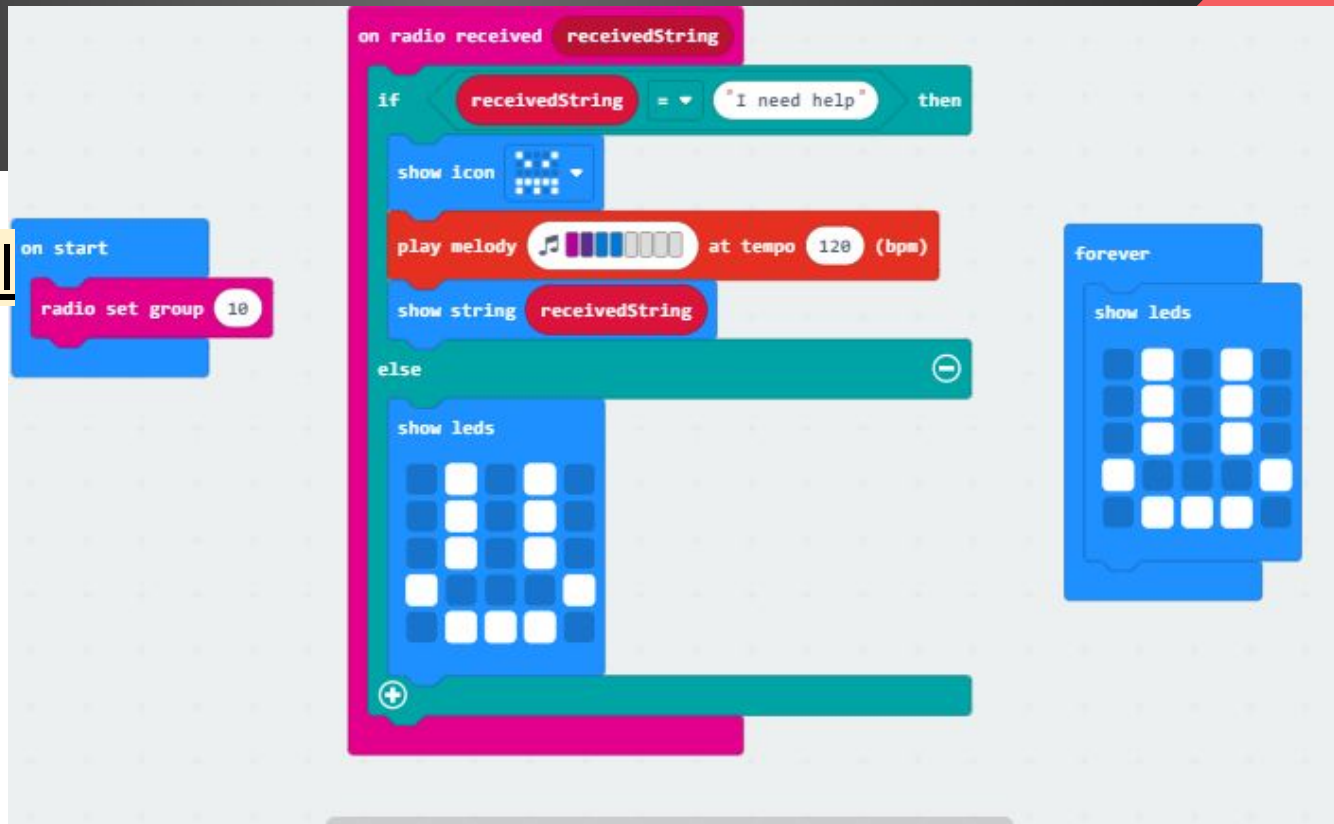 on start
radio set group 10
on radio received receivedString
if receivedString = "I need help" then
show icon
play melody at tempo 120 (bpm)
show string receivedString
else
show leds
forever
show leds